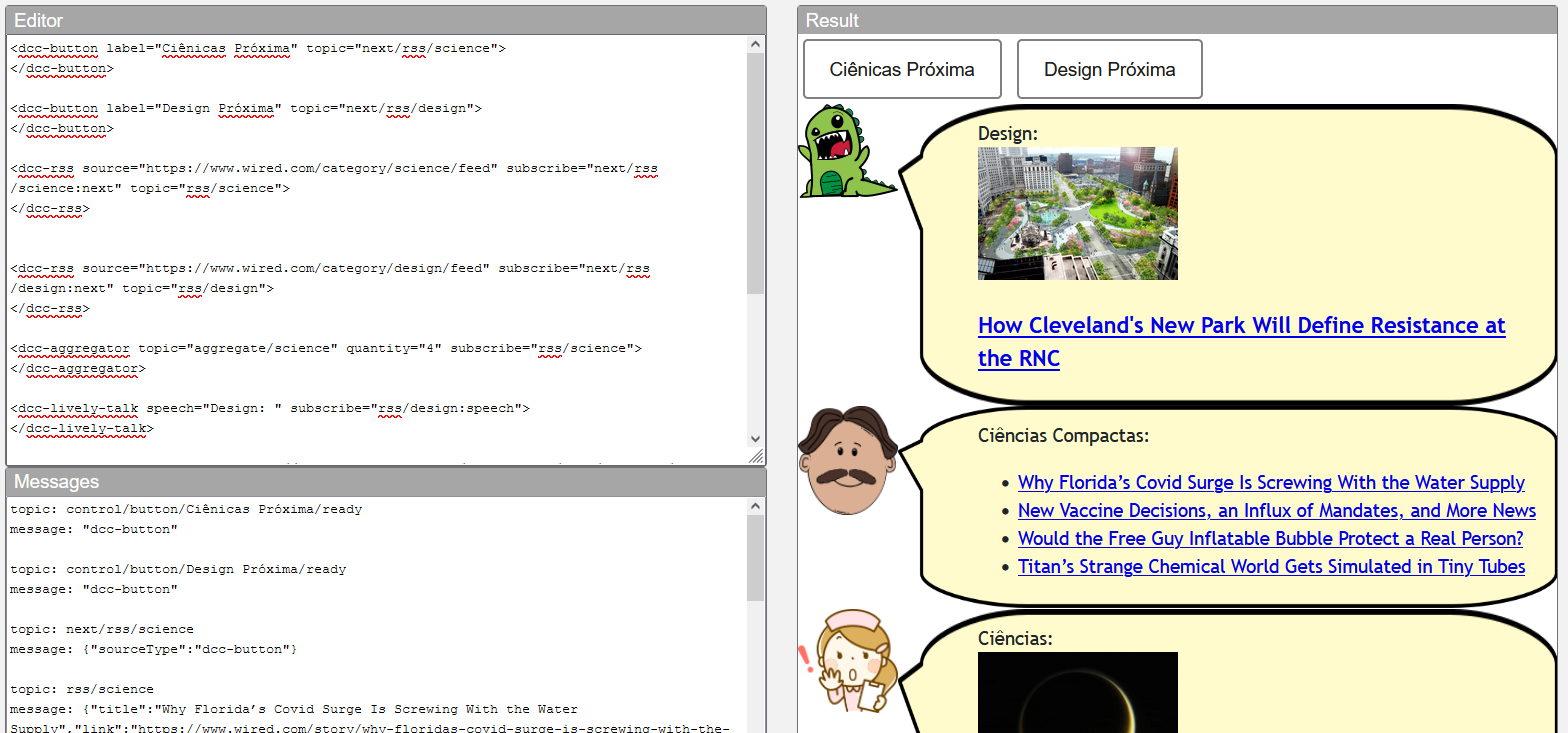 Editor
<dcc-button label="Ciênicas Próxima" topic="next/rss/science">
</dcc-button>
<dcc-button label="Design Próxima" topic="next/rss/design">
</dcc-button>
<dcc-rss source="https://www.wired.com/category/science/feed" subscribe="next/rss
/science:next" topic="rss/science">
</dcc-rss>
<dcc-rss source="https://www.wired.com/category/design/feed" subscribe="next/rss
/design:next" topic="rss/design">
</dcc-rss>
<dcc-aggregator topic="aggregate/science" quantity="4" subscribe="rss/science">
</dcc-aggregator>
<dcc-lively-talk speech="Design: " subscribe="rss/design:speech">
</dcc-lively-talk>
Messages
topic: control/button/Ciênicas Próxima/ready
message: "dcc-button"
topic: control/button/Design Próxima/ready
message: "dcc-button"
topic: next/rss/science
message: {"sourceType":"dcc-button"}
topic: rss/science
message: {"title":"Why Florida’s Covid Surge Is Screwing With the Water
Supply","link":"https://www.wired.com/story/why-floridas-covid-surge-is-screwing-with-the-
Result
Ciênicas Próxima
Design Próxima
Design:
How Cleveland's New Park Will Define Resistance at
the RNC
Ciências Compactas:
• Why Florida’s Covid Surge Is Screwing With the Water Supply
• New Vaccine Decisions, an Influx of Mandates, and More News
• Would the Free Guy Inflatable Bubble Protect a Real Person?
• Titan’s Strange Chemical World Gets Simulated in Tiny Tubes
Ciências: